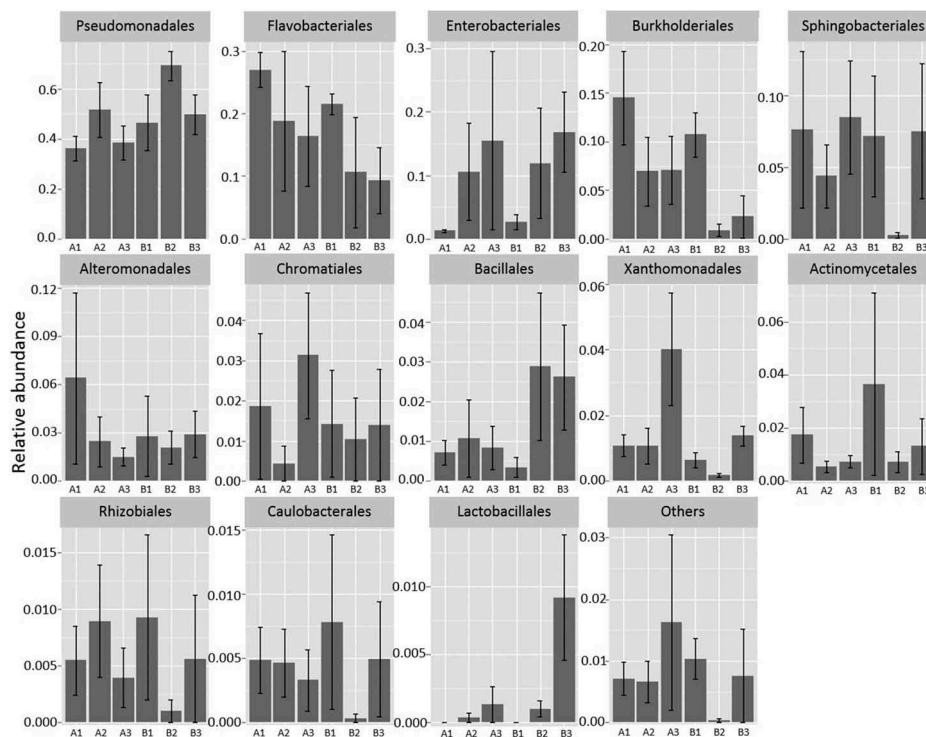 Relative abundance
Pseudomonadales Flavobacteriales Enterobacteriales Burkholderiales Sphingobacteriales
0.6 0.3 0.3 0.20 0.10
0.4 0.2 0.2 0.15 0.05
0.2 0.1 0.1 0.10 0.00
0.0 0.0 0.0 0.05
0.00
A1 A2 A3 B1 B2 B3 A1 A2 A3 B1 B2 B3 A1 A2 A3 B1 B2 B3 A1 A2 A3 B1 B2 B3 A1 A2 A3 B1 B2 B3
Alteromonadales Chromatiales Bacillales Xanthomonadales Actinomycetales
0.12 0.04 0.04 0.06 0.06
0.09 0.03 0.03 0.04 0.04
0.06 0.02 0.02 0.02 0.02
0.03 0.01 0.01 0.00 0.00
0.00 0.00 0.00
A1 A2 A3 B1 B2 B3 A1 A2 A3 B1 B2 B3 A1 A2 A3 B1 B2 B3 A1 A2 A3 B1 B2 B3 A1 A2 A3 B1 B2 B3
Rhizobiales Caulobacterales Lactobacillales Others
0.015 0.015 0.010 0.03
0.010 0.010 0.005 0.02
0.005 0.005 0.000 0.01
0.000 0.000 0.00
A1 A2 A3 B1 B2 B3 A1 A2 A3 B1 B2 B3 A1 A2 A3 B1 B2 B3 A1 A2 A3 B1 B2 B3